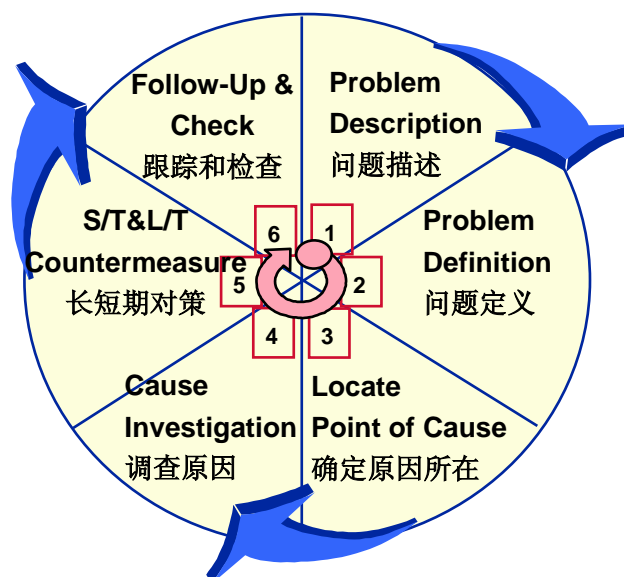 Problem
Description
问题描述
Problem
Definition
问题定义
Locate
Point of Cause
确定原因所在
Cause
Investigation
调查原因
S/T&L/T
Countermeasure
长短期对策
Follow-Up &
Check
跟踪和检查
1
2
3
4
5
6